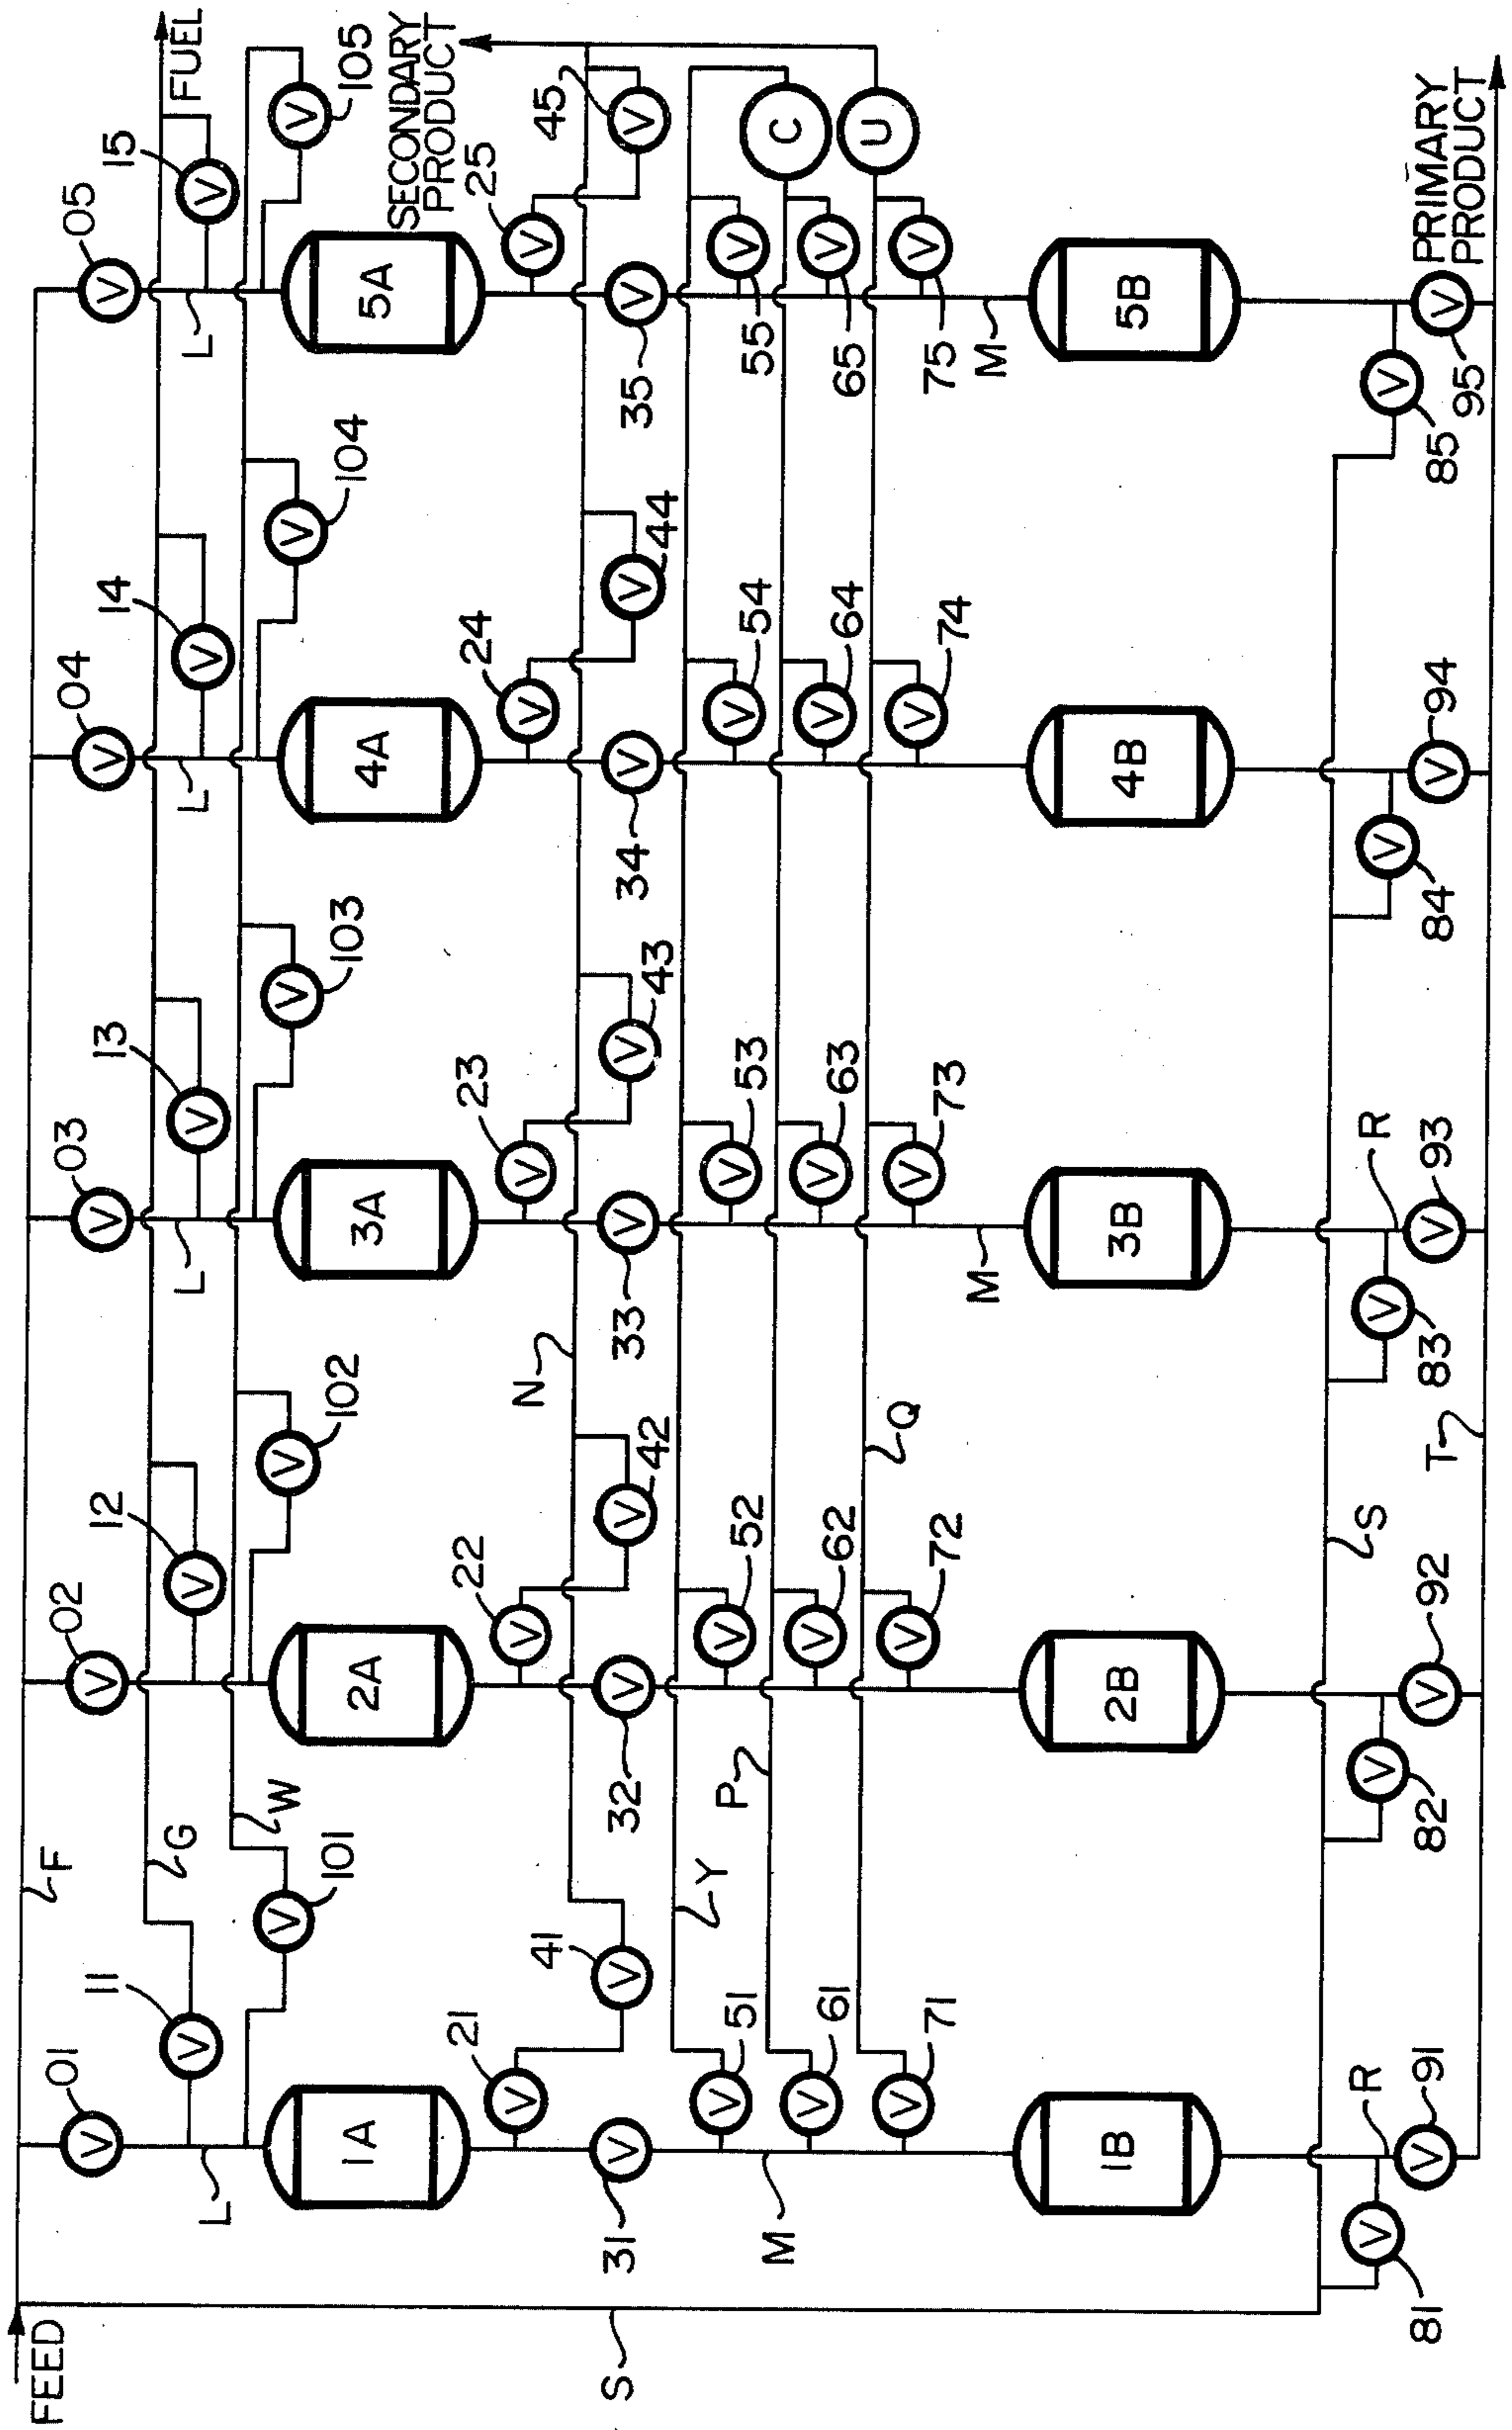 FEED
F
01
02
03
04
05
11
12
13
14
15
FUEL
V
V
V
V
V
V
V
V
V
V
G
L
L
L
L
W
101
102
103
104
105
V
V
V
V
V
1A
2A
3A
4A
5A
SECONDARY
PRODUCT
21
22
23
24
25
V
V
V
V
V
41
42
43
44
45
V
V
V
V
V
N
31
32
33
34
35
V
V
V
V
V
Y
51
52
53
54
55
V
V
V
V
V
P
C
61
62
63
64
65
V
V
V
V
V
Q
U
71
72
73
74
75
V
V
V
V
V
M
M
M
S
1B
2B
3B
4B
5B
S
81
82
83
84
85
V
V
V
V
V
R
R
91
92
93
94
95
V
V
V
V
V
T
PRIMARY
PRODUCT